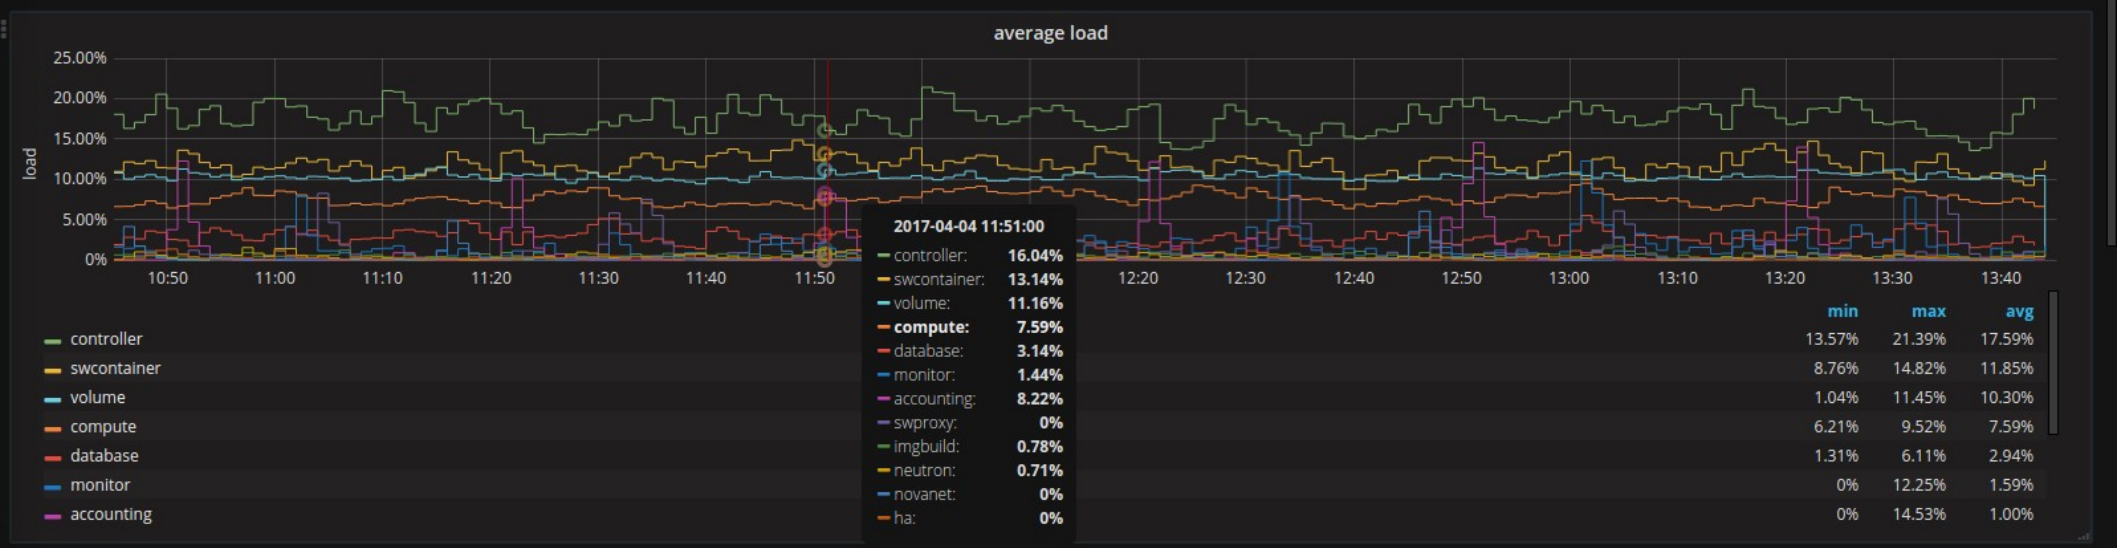 average load
load
25.00%
20.00%
15.00%
10.00%
5.00%
0%
10:50 11:00 11:10 11:20 11:30 11:40 11:50 12:20 12:30 12:40 12:50 13:00 13:10 13:20 13:30 13:40
2017-04-04 11:51:00
controller: 16.04%
swcontainer: 13.14%
volume: 11.16%
compute: 7.59%
database: 3.14%
monitor: 1.44%
accounting: 8.22%
swproxy: 0%
imgbuild: 0.78%
neutron: 0.71%
novanet: 0%
ha: 0%
min max avg
controller 13.57% 21.39% 17.59%
swcontainer 8.76% 14.82% 11.85%
volume 1.04% 11.45% 10.30%
compute 6.21% 9.52% 7.59%
database 1.31% 6.11% 2.94%
monitor 0% 12.25% 1.59%
accounting 0% 14.53% 1.00%